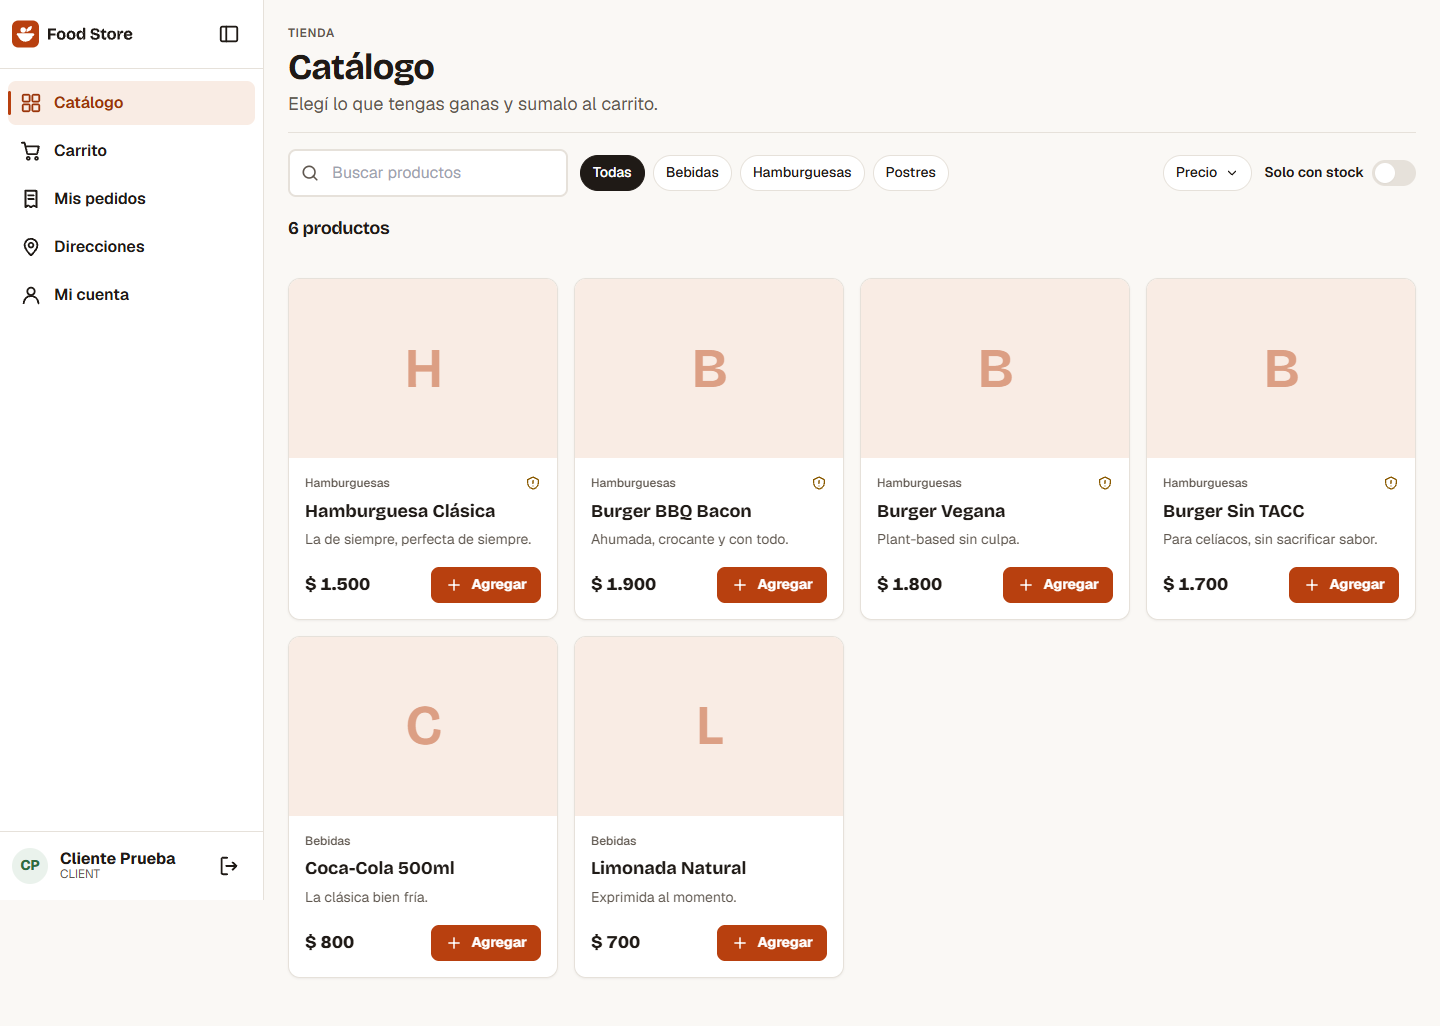 Food Store
Catálogo
Carrito
Mis pedidos
Direcciones
Mi cuenta
CP
Cliente Prueba
CLIENT
TIENDA
Catálogo
Elegí lo que tengas ganas y sumalo al carrito.
Buscar productos
Todas
Bebidas
Hamburguesas
Postres
Precio
Solo con stock
6 productos
H
Hamburguesas
Hamburguesa Clásica
La de siempre, perfecta de siempre.
$ 1.500
Agregar
B
Hamburguesas
Burger BBQ Bacon
Ahumada, crocante y con todo.
$ 1.900
Agregar
B
Hamburguesas
Burger Vegana
Plant-based sin culpa.
$ 1.800
Agregar
B
Hamburguesas
Burger Sin TACC
Para celíacos, sin sacrificar sabor.
$ 1.700
Agregar
C
Bebidas
Coca-Cola 500ml
La clásica bien fría.
$ 800
Agregar
L
Bebidas
Limonada Natural
Exprimida al momento.
$ 700
Agregar